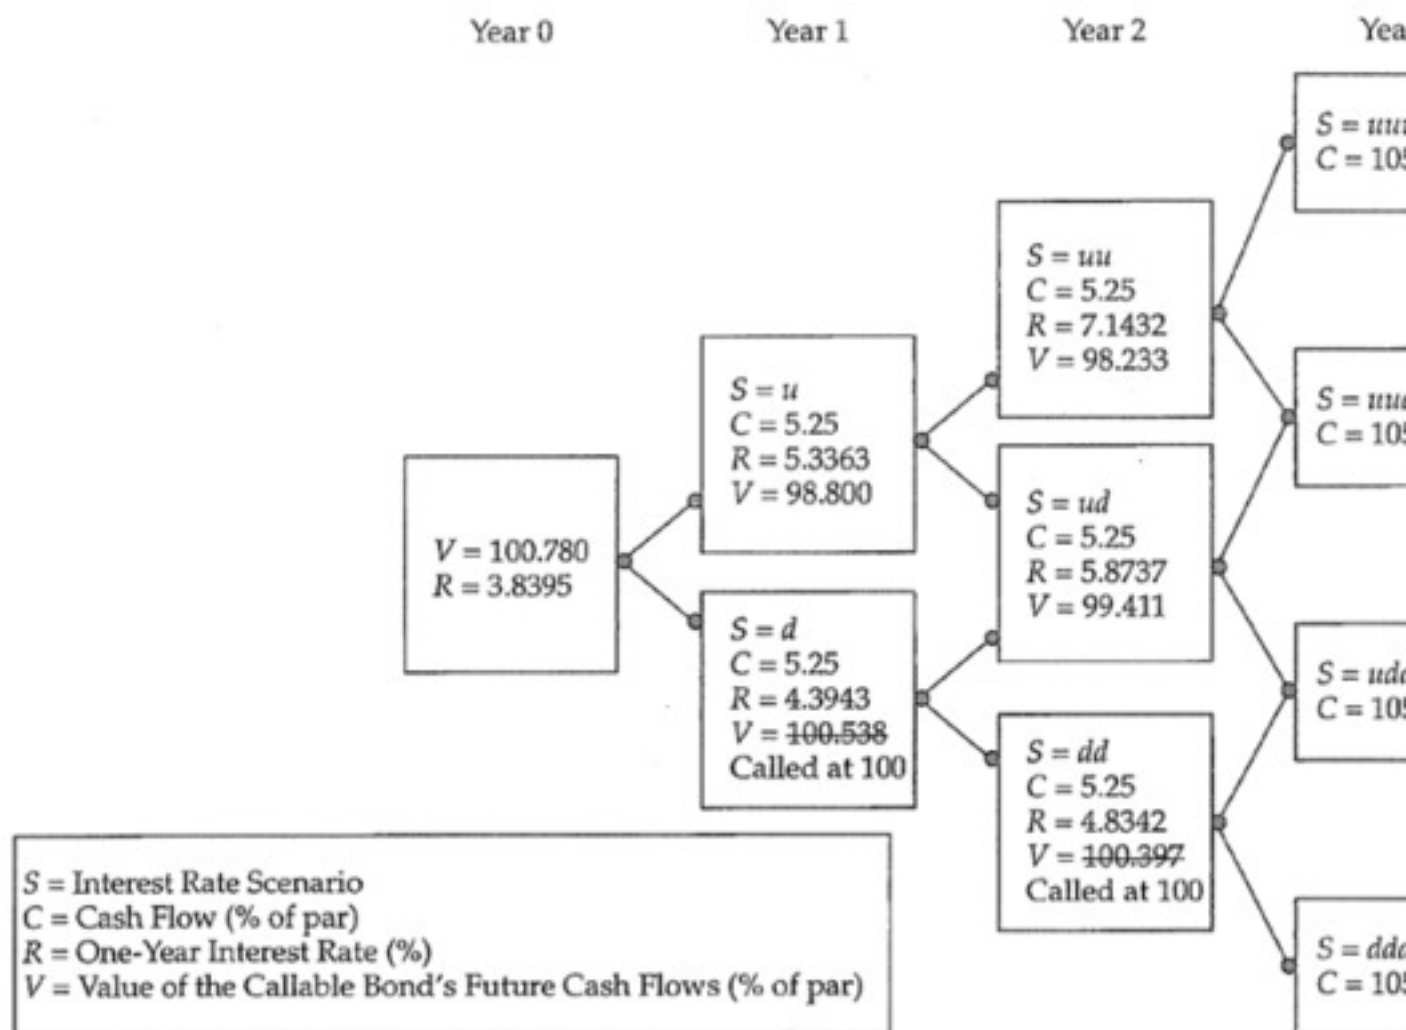 Year 0 Year 1 Year 2
S = uu
C = 5.25
R = 7.1432
V = 98.233
S = u
C = 5.25
R = 5.3363
V = 98.800
S = ud
C = 5.25
R = 5.8737
V = 99.411
V = 100.780
R = 3.8395
S = d
C = 5.25
R = 4.3943
V = 100.538
Called at 100
S = dd
C = 5.25
R = 4.8342
V = 100.397
Called at 100
S = Interest Rate Scenario
C = Cash Flow (% of par)
R = One-Year Interest Rate (%)
V = Value of the Callable Bond's Future Cash Flows (% of par)